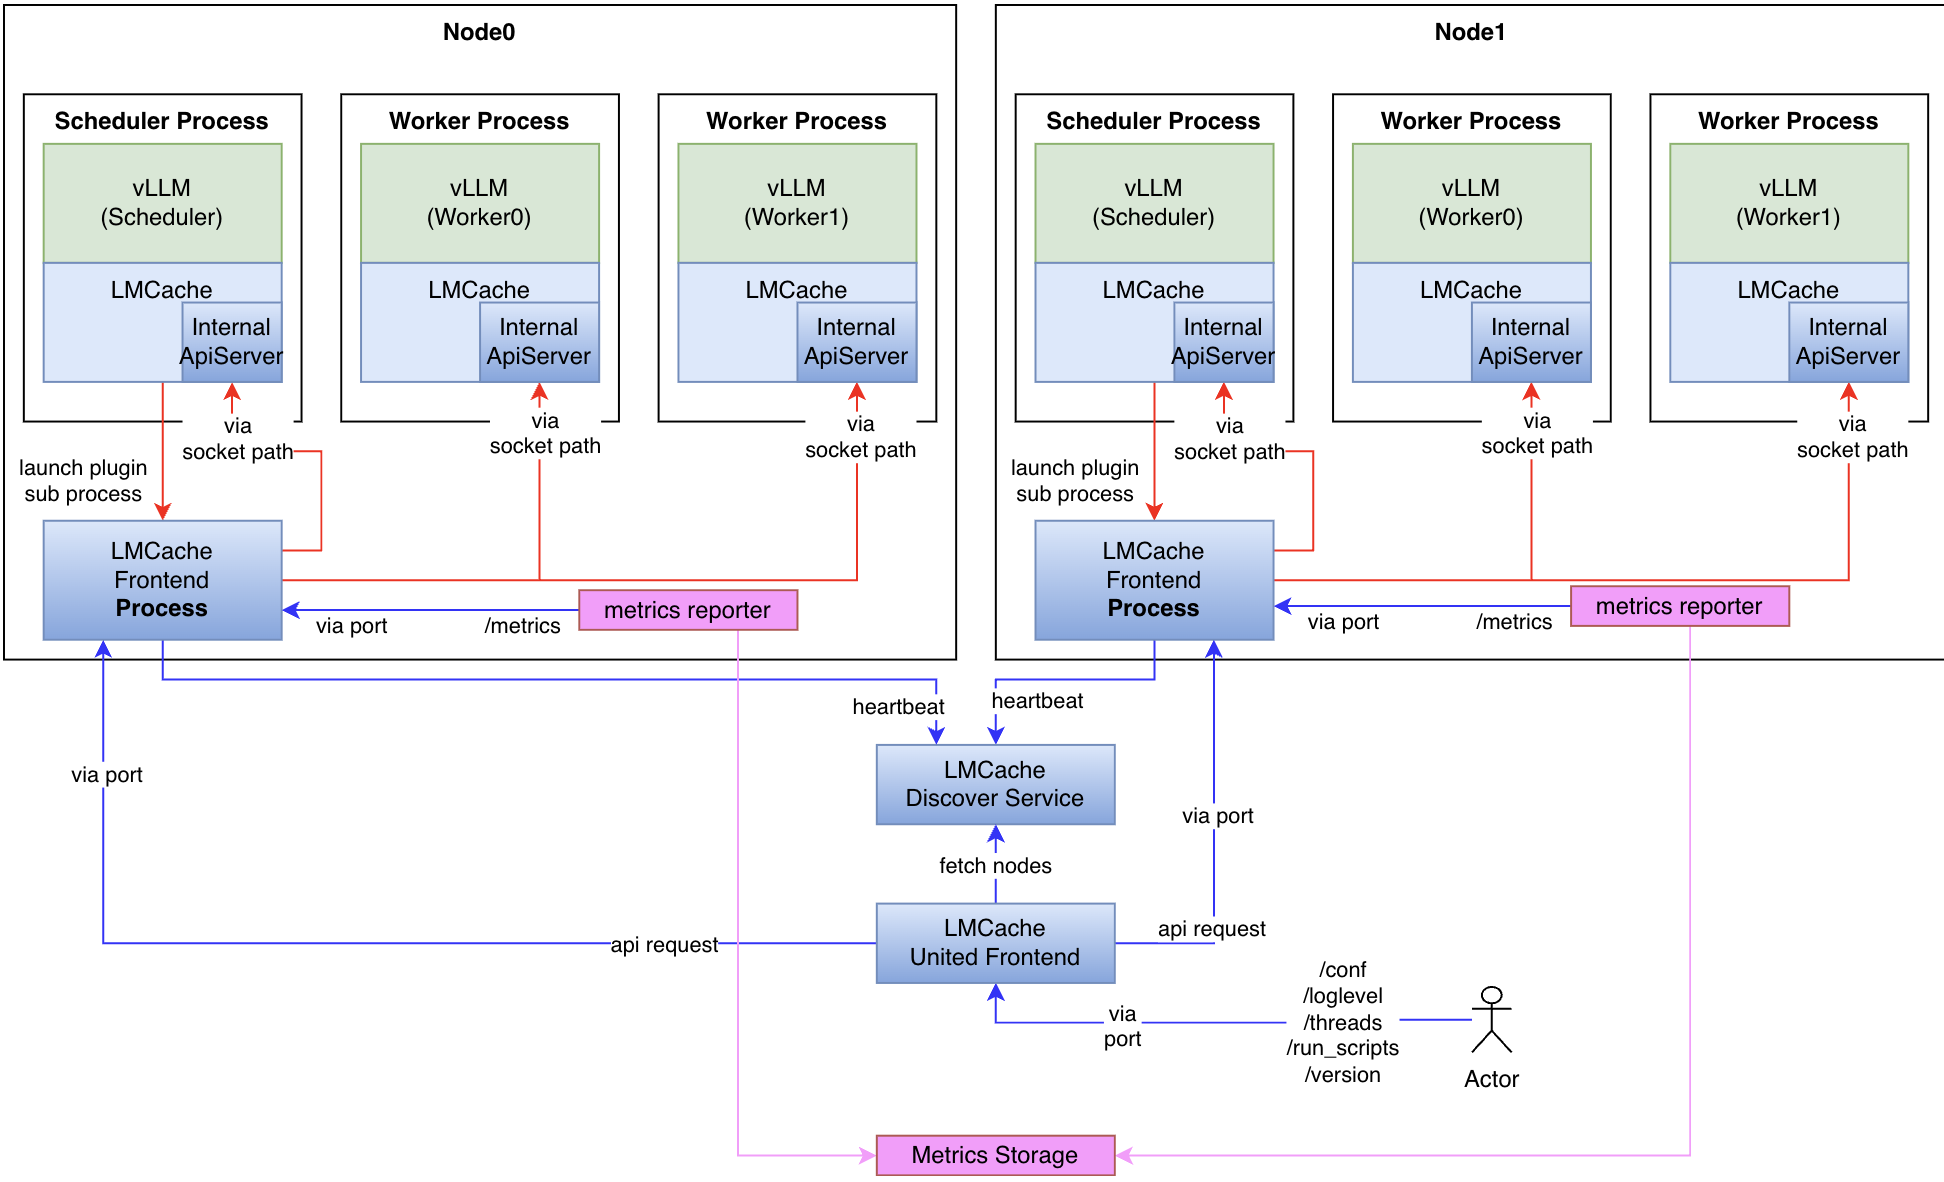 Node0
Scheduler Process
vLLM
(Scheduler)
LMCache
Internal
ApiServer
Worker Process
vLLM
(Worker0)
LMCache
Internal
ApiServer
Worker Process
vLLM
(Worker1)
LMCache
Internal
ApiServer
via
socket path
via
socket path
via
socket path
launch plugin
sub process
LMCache
Frontend
Process
metrics reporter
via port
/metrics
Node1
Scheduler Process
vLLM
(Scheduler)
LMCache
Internal
ApiServer
Worker Process
vLLM
(Worker0)
LMCache
Internal
ApiServer
Worker Process
vLLM
(Worker1)
LMCache
Internal
ApiServer
via
socket path
via
socket path
via
socket path
launch plugin
sub process
LMCache
Frontend
Process
metrics reporter
via port
/metrics
heartbeat
heartbeat
LMCache
Discover Service
via port
via port
fetch nodes
LMCache
United Frontend
api request
api request
via
port
/conf
/loglevel
/threads
/run_scripts
/version
Actor
Metrics Storage